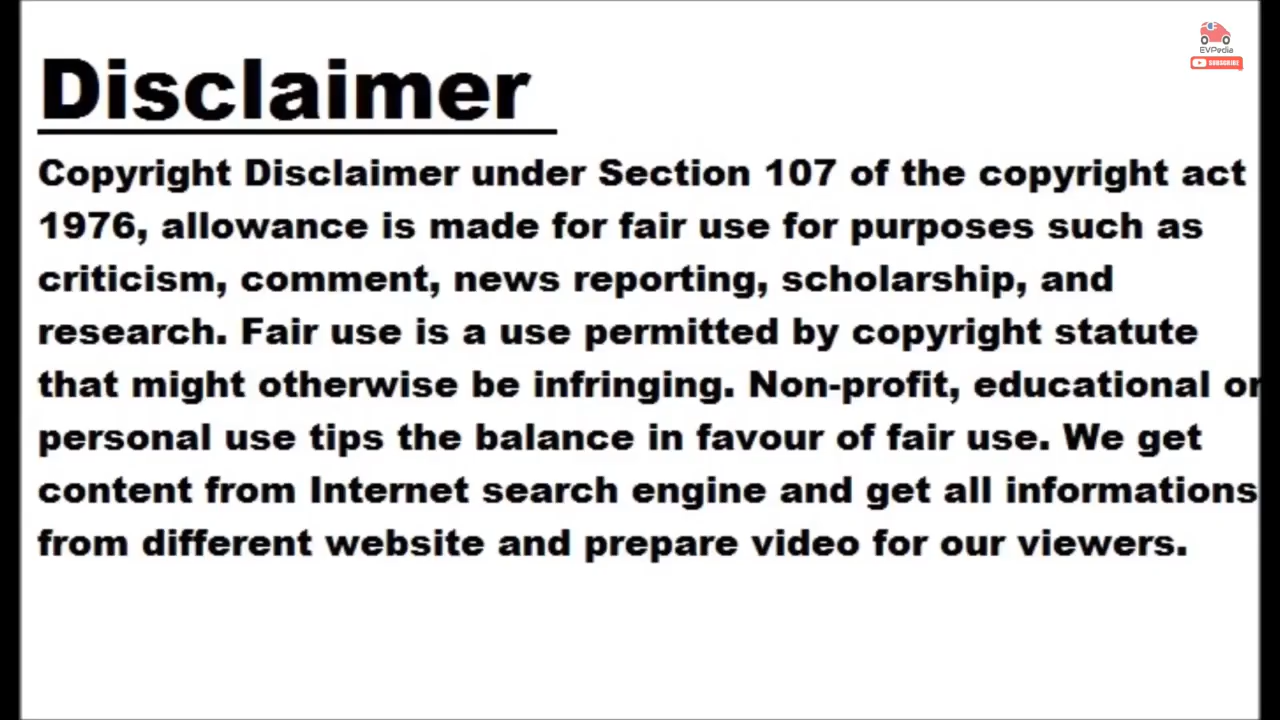 EVPedia
SUBSCRIBE
Disclaimer
Copyright Disclaimer under Section 107 of the copyright act
1976, allowance is made for fair use for purposes such as
criticism, comment, news reporting, scholarship, and
research. Fair use is a use permitted by copyright statute
that might otherwise be infringing. Non-profit, educational or
personal use tips the balance in favour of fair use. We get
content from Internet search engine and get all informations
from different website and prepare video for our viewers.